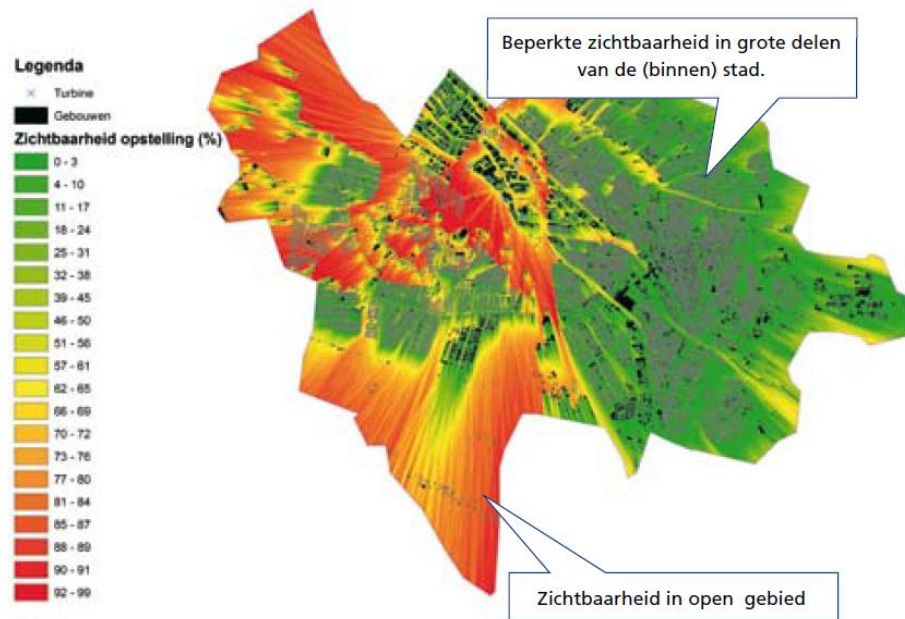 Beperkte zichtbaarheid in grote delen
van de (binnen) stad.
Legenda
Turbine
Gebouwen
Zichtbaarheid opstelling (%)
0 - 3
4 - 10
11 - 17
18 - 24
25 - 31
32 - 38
39 - 45
46 - 50
51 - 56
57 - 61
62 - 65
66 - 69
70 - 72
73 - 76
77 - 80
81 - 84
85 - 87
88 - 89
90 - 91
92 - 99
Zichtbaarheid in open gebied